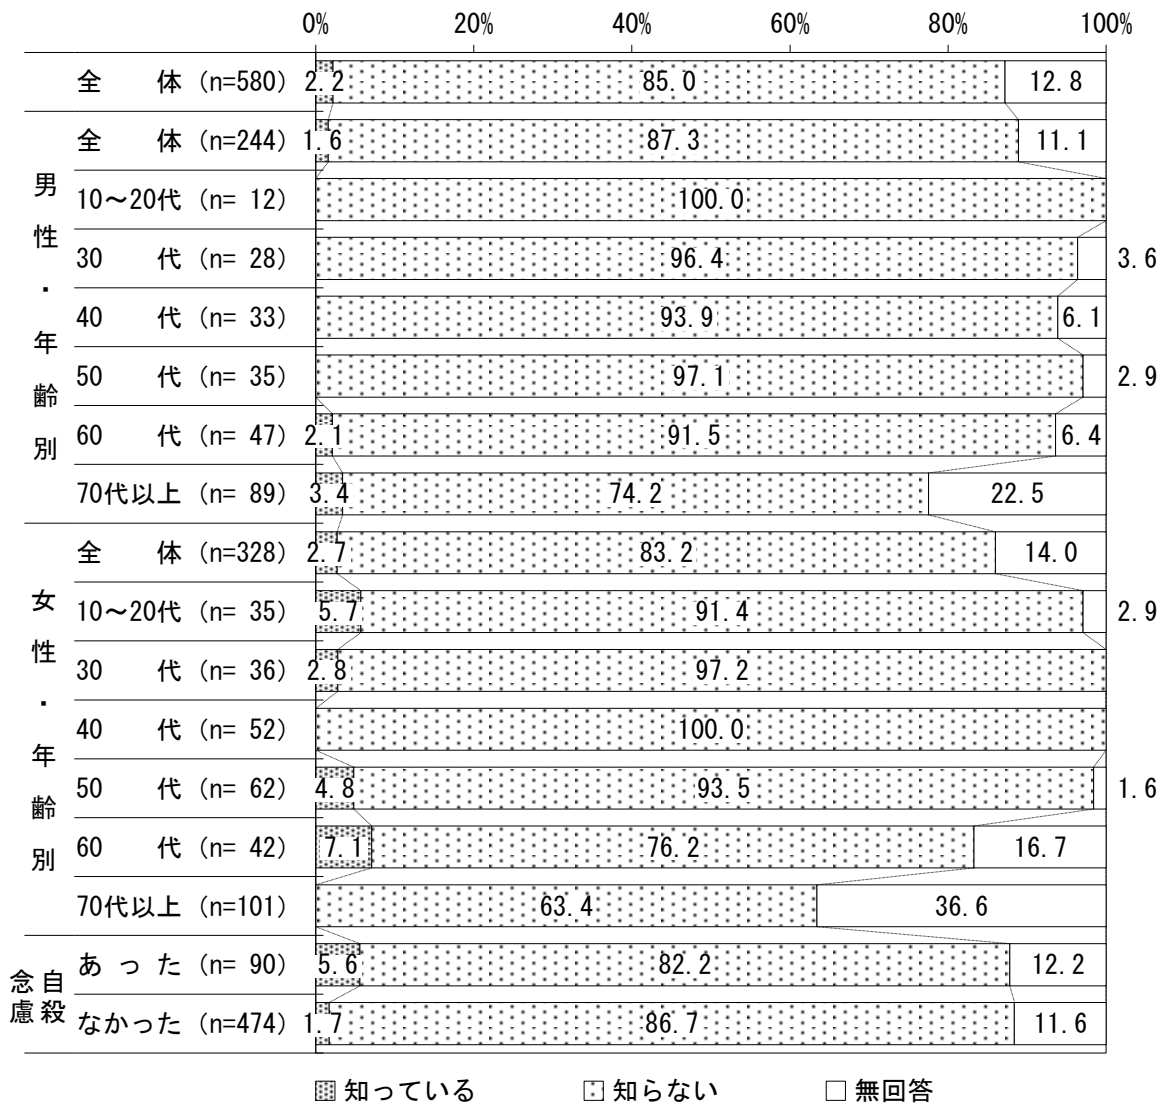 0% 20% 40% 60% 80% 100%
全 体 (n=580) 2.2 85.0 12.8
男性・年齢別
全 体 (n=244) 1.6 87.3 11.1
10～20代 (n= 12) 100.0
30 代 (n= 28) 96.4 3.6
40 代 (n= 33) 93.9 6.1
50 代 (n= 35) 97.1 2.9
60 代 (n= 47) 2.1 91.5 6.4
70代以上 (n= 89) 3.4 74.2 22.5
女性・年齢別
全 体 (n=328) 2.7 83.2 14.0
10～20代 (n= 35) 5.7 91.4 2.9
30 代 (n= 36) 2.8 97.2
40 代 (n= 52) 100.0
50 代 (n= 62) 4.8 93.5 1.6
60 代 (n= 42) 7.1 76.2 16.7
70代以上 (n=101) 63.4 36.6
自殺念慮
あ っ た (n= 90) 5.6 82.2 12.2
なかった (n=474) 1.7 86.7 11.6
知っている 知らない 無回答